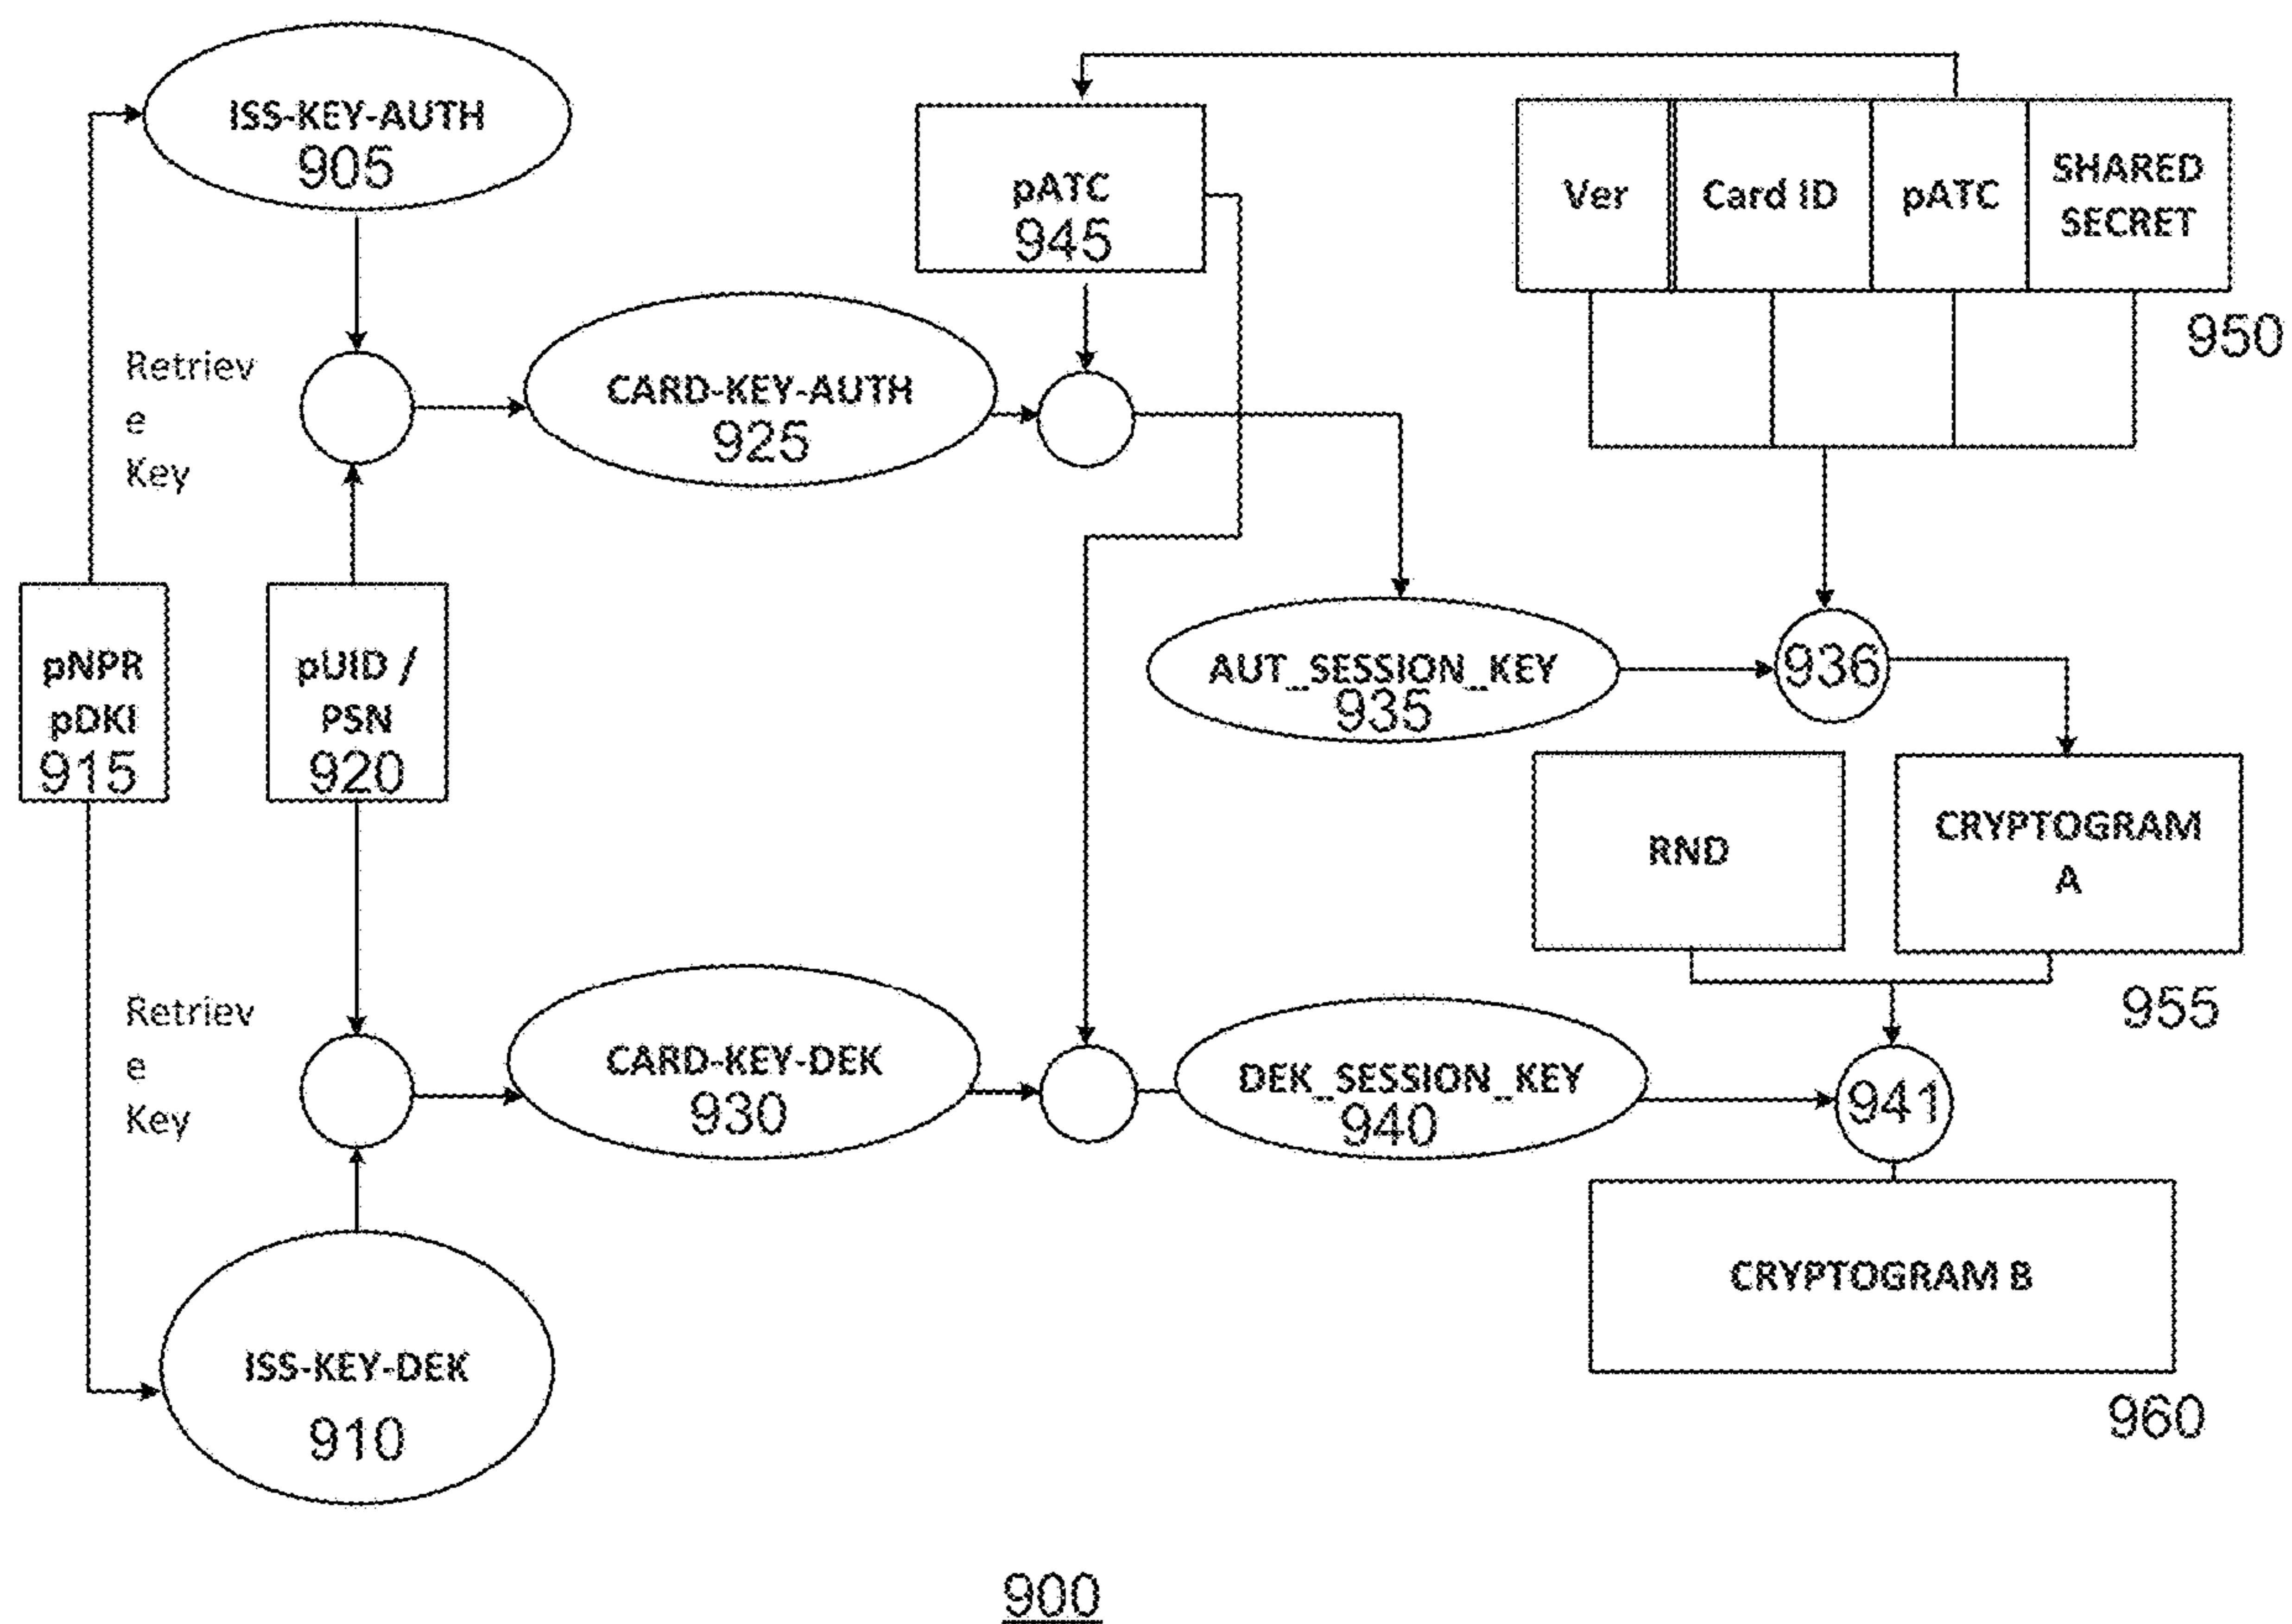 ISS-KEY-AUTH
905
pATC
945
Ver
Card ID
pATC
SHARED
SECRET
950
Retriev
e
Key
CARD-KEY-AUTH
925
pNPR
pDKI
915
pUID /
PSN
920
AUT_SESSION_KEY
935
936
RND
CRYPTOGRAM
A
955
Retriev
e
Key
CARD-KEY-DEK
930
DEK_SESSION_KEY
940
941
ISS-KEY-DEK
910
CRYPTOGRAM B
960
900